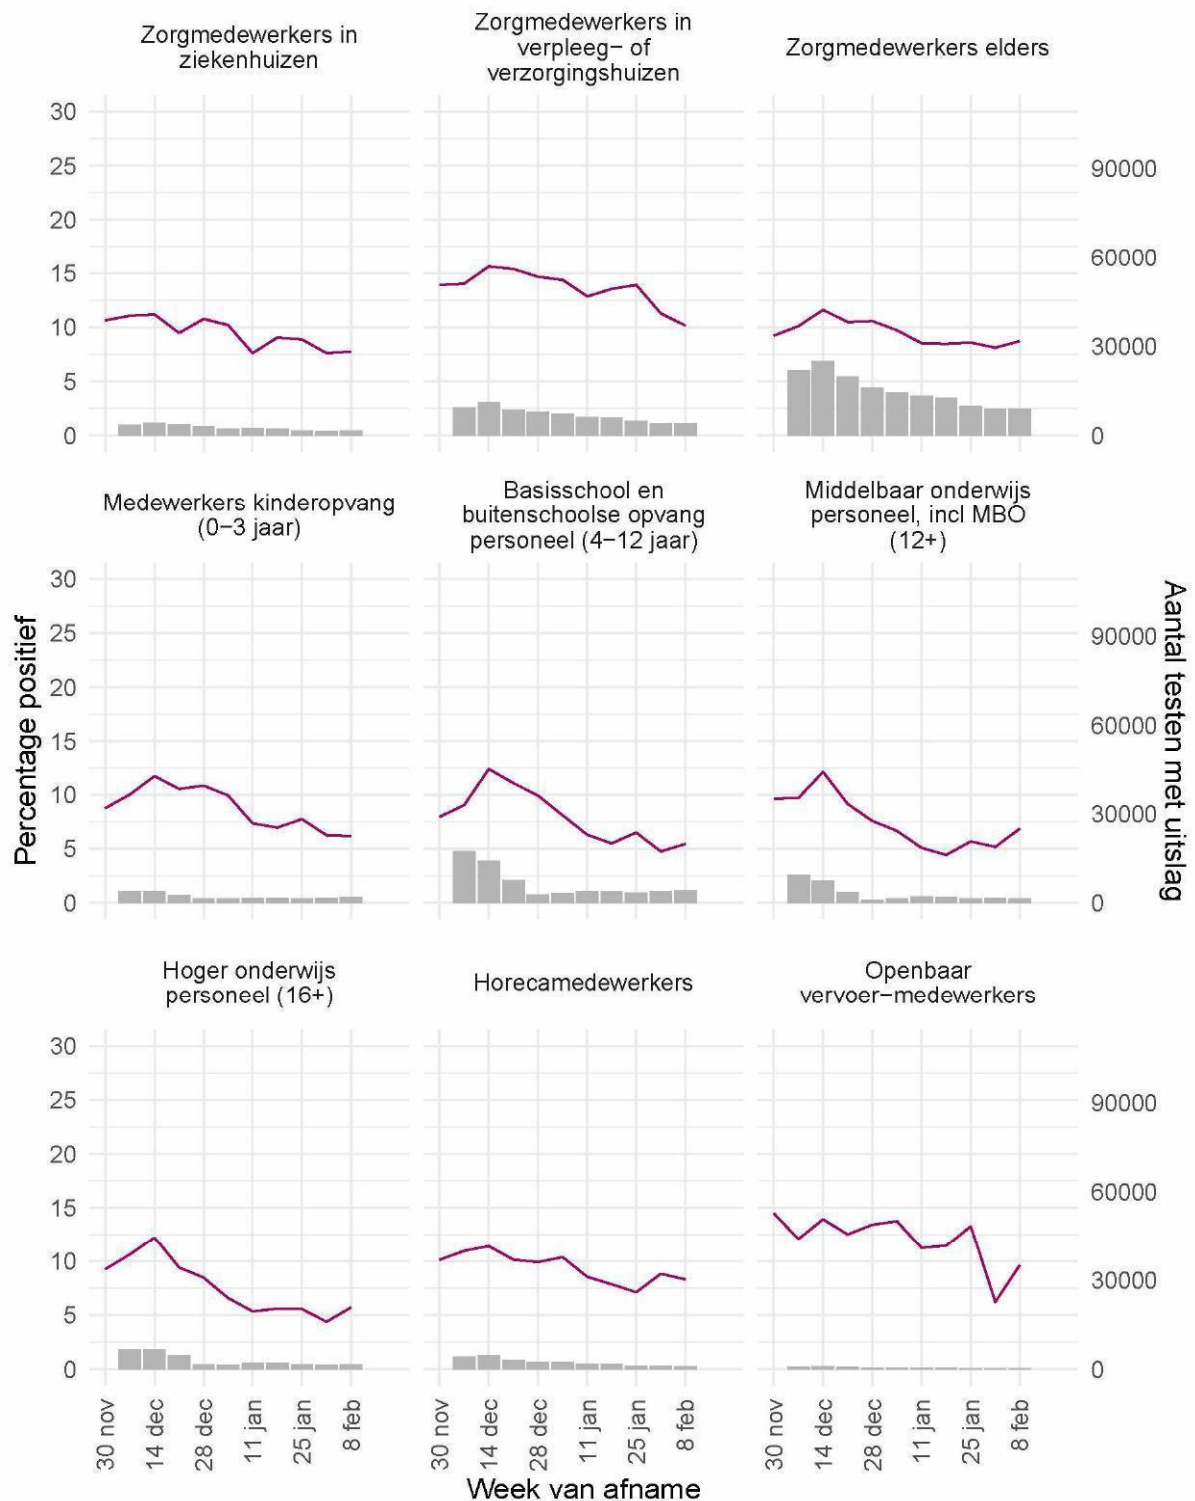 Zorgmedewerkers in
ziekenhuizen
Zorgmedewerkers in
verpleeg− of
verzorgingshuizen
Zorgmedewerkers elders
30
25
20
15
10
5
0
90000
60000
30000
0
Medewerkers kinderopvang
(0−3 jaar)
Basisschool en
buitenschoolse opvang
personeel (4−12 jaar)
Middelbaar onderwijs
personeel, incl MBO
(12+)
Percentage positief
30
25
20
15
10
5
0
90000
60000
30000
0
Aantal testen met uitslag
Hoger onderwijs
personeel (16+)
Horecamedewerkers
Openbaar
vervoer−medewerkers
30
25
20
15
10
5
0
90000
60000
30000
0
30 nov
14 dec
28 dec
11 jan
25 jan
8 feb
30 nov
14 dec
28 dec
11 jan
25 jan
8 feb
30 nov
14 dec
28 dec
11 jan
25 jan
8 feb
Week van afname